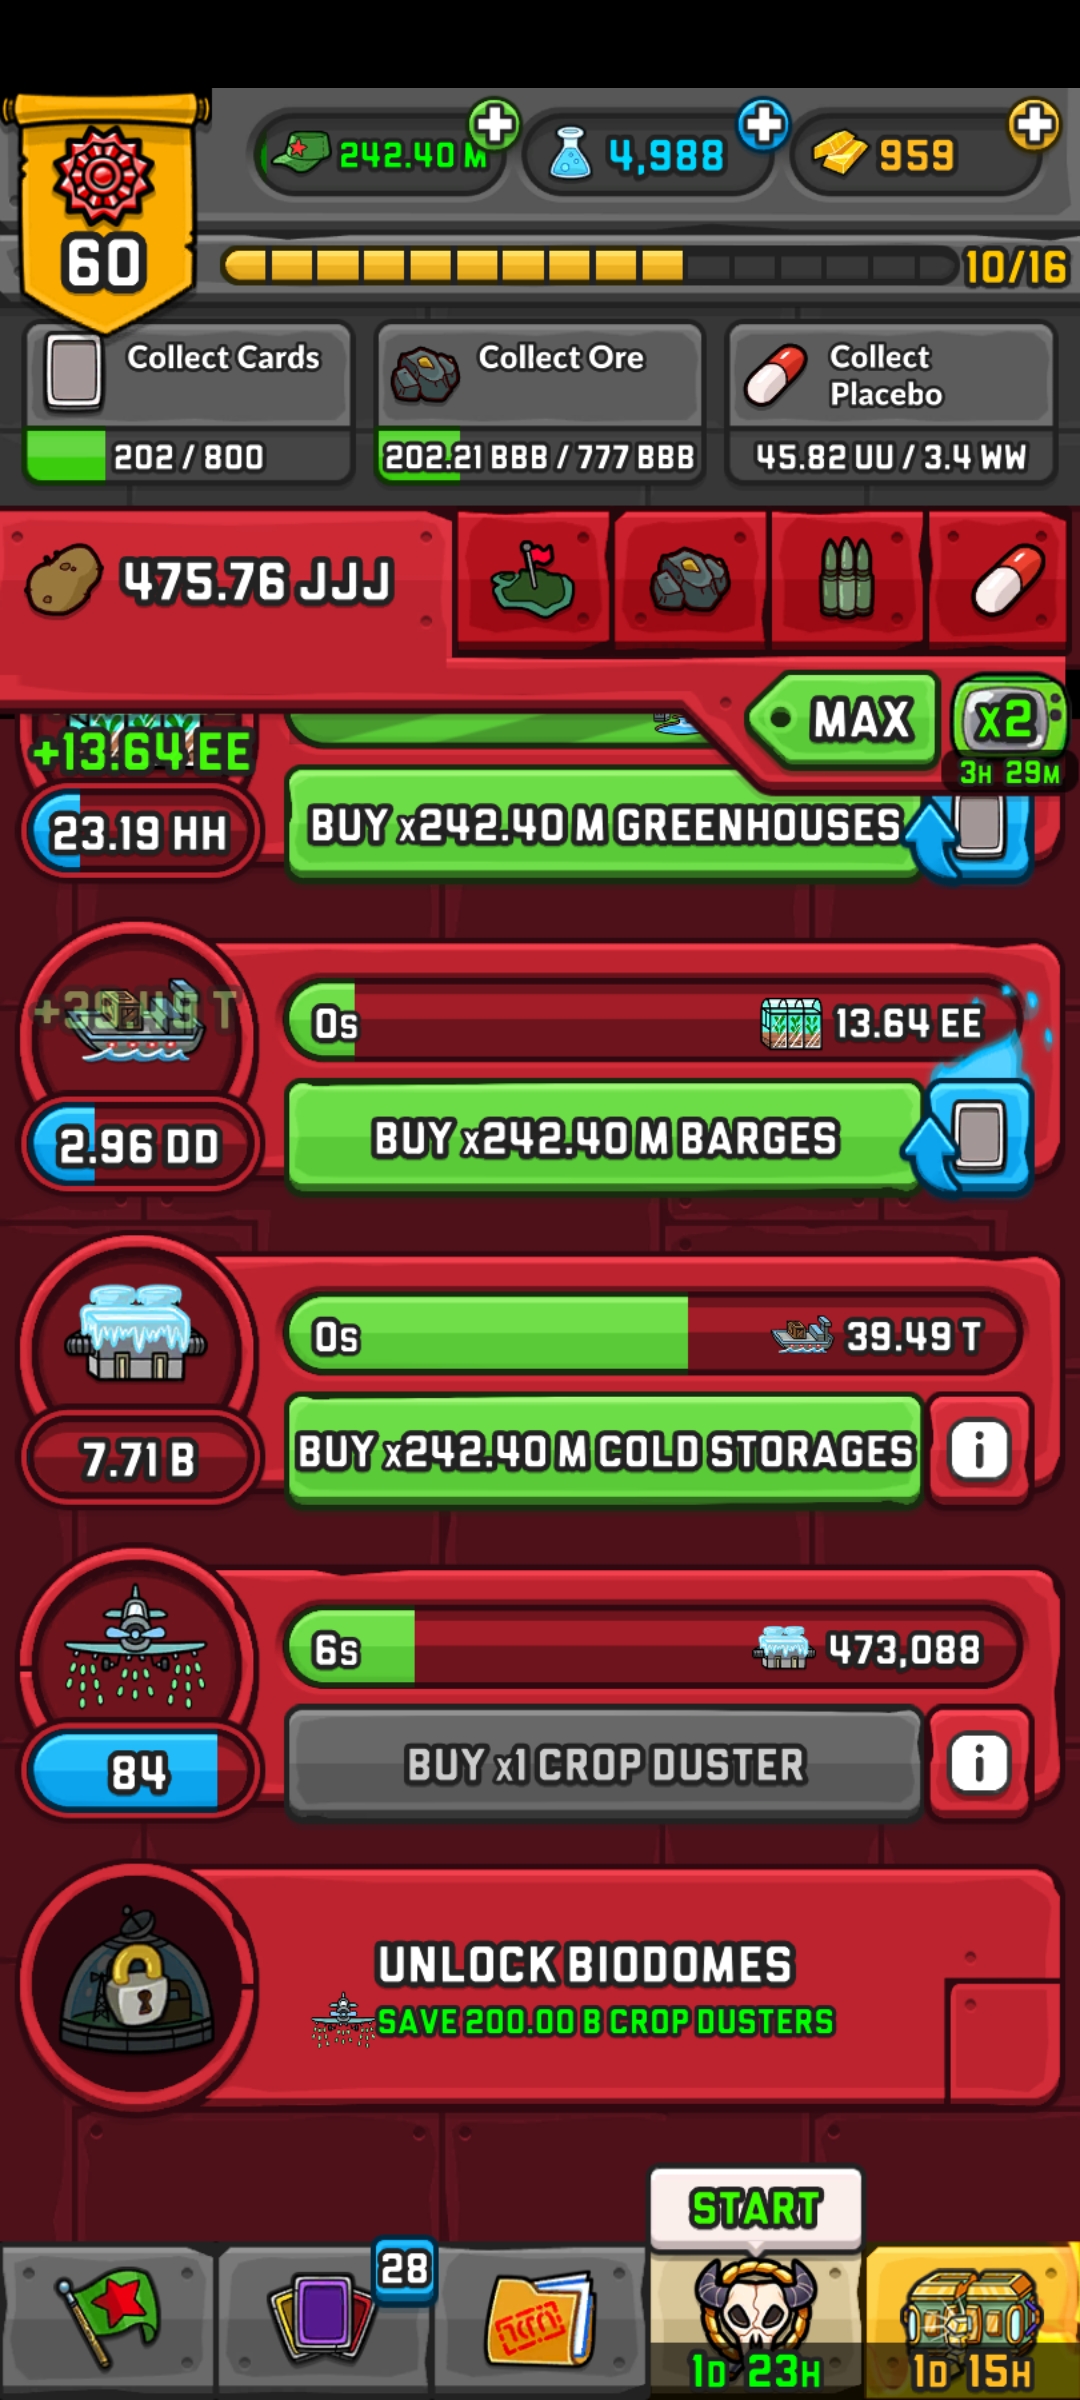 242.40 M
4,988
959
60
10/16
Collect Cards
202 / 800
Collect Ore
202.21 BBB / 777 BBB
Collect
Placebo
45.82 UU / 3.4 WW
475.76 JJJ
MAX
x2
3H 29M
+13.64 EE
23.19 HH
BUY x242.40 M GREENHOUSES
+39.49 T
0s
13.64 EE
2.96 DD
BUY x242.40 M BARGES
0s
39.49 T
7.71 B
BUY x242.40 M COLD STORAGES
i
6s
473,088
84
BUY x1 CROP DUSTER
i
UNLOCK BIODOMES
SAVE 200.00 B CROP DUSTERS
START
28
1D 23H
1D 15H